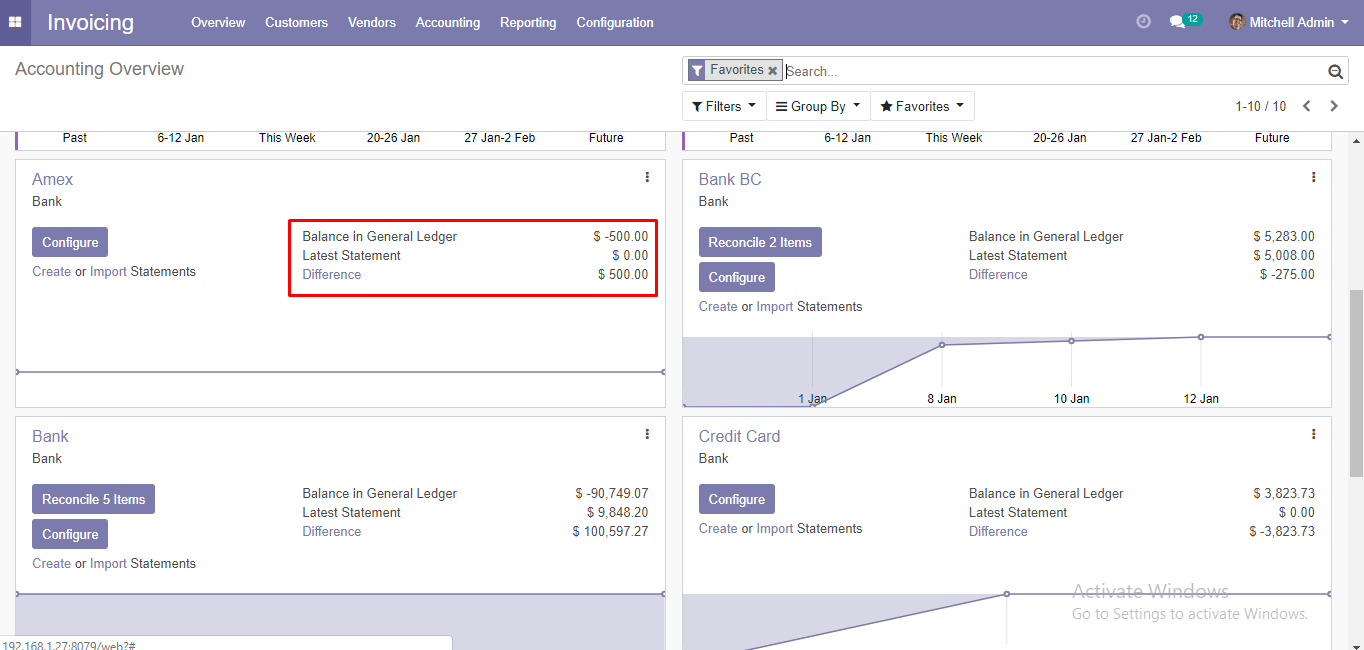 Invoicing Overview Customers Vendors Accounting Reporting Configuration 12 Mitchell Admin
Accounting Overview
Favorites Search...
Filters Group By Favorites 1-10 / 10
Past 6-12 Jan This Week 20-26 Jan 27 Jan-2 Feb Future
Past 6-12 Jan This Week 20-26 Jan 27 Jan-2 Feb Future
Amex
Bank
Configure
Create or Import Statements
Balance in General Ledger $ -500.00
Latest Statement $ 0.00
Difference $ 500.00
Bank BC
Bank
Reconcile 2 Items
Configure
Create or Import Statements
Balance in General Ledger $ 5,283.00
Latest Statement $ 5,008.00
Difference $ -275.00
1 Jan 8 Jan 10 Jan 12 Jan
Bank
Bank
Reconcile 5 Items
Configure
Create or Import Statements
Balance in General Ledger $ -90,749.07
Latest Statement $ 9,848.20
Difference $ 100,597.27
Credit Card
Bank
Configure
Create or Import Statements
Balance in General Ledger $ 3,823.73
Latest Statement $ 0.00
Difference $ -3,823.73
Activate Windows
Go to Settings to activate Windows.
192.168.1.27:8079/web?#